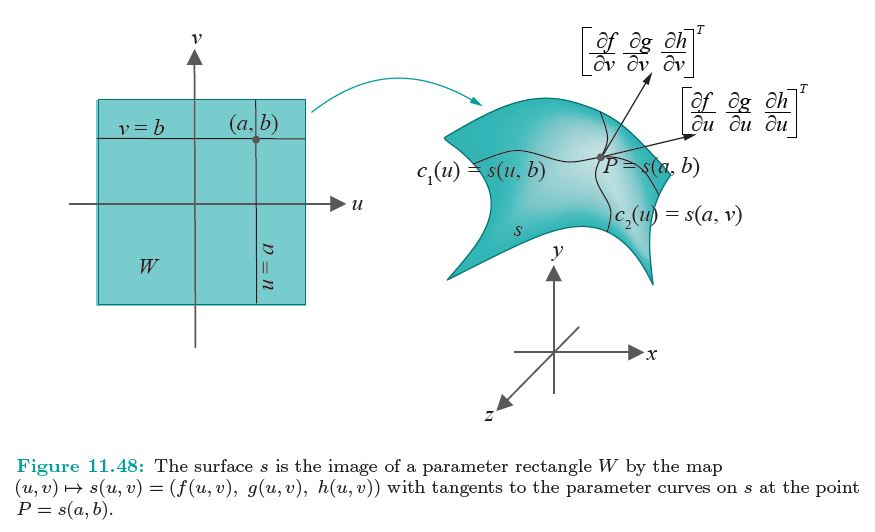 v
[∂f/∂v ∂g/∂v ∂h/∂v]ᵀ
[∂f/∂u ∂g/∂u ∂h/∂u]ᵀ
v = b
(a, b)
c₁(u) = s(u, b)
P = s(a, b)
u
c₂(u) = s(a, v)
s
W
u = a
y
x
z
Figure 11.48: The surface s is the image of a parameter rectangle W by the map
(u, v) ↦ s(u, v) = (f(u, v), g(u, v), h(u, v)) with tangents to the parameter curves on s at the point
P = s(a, b).